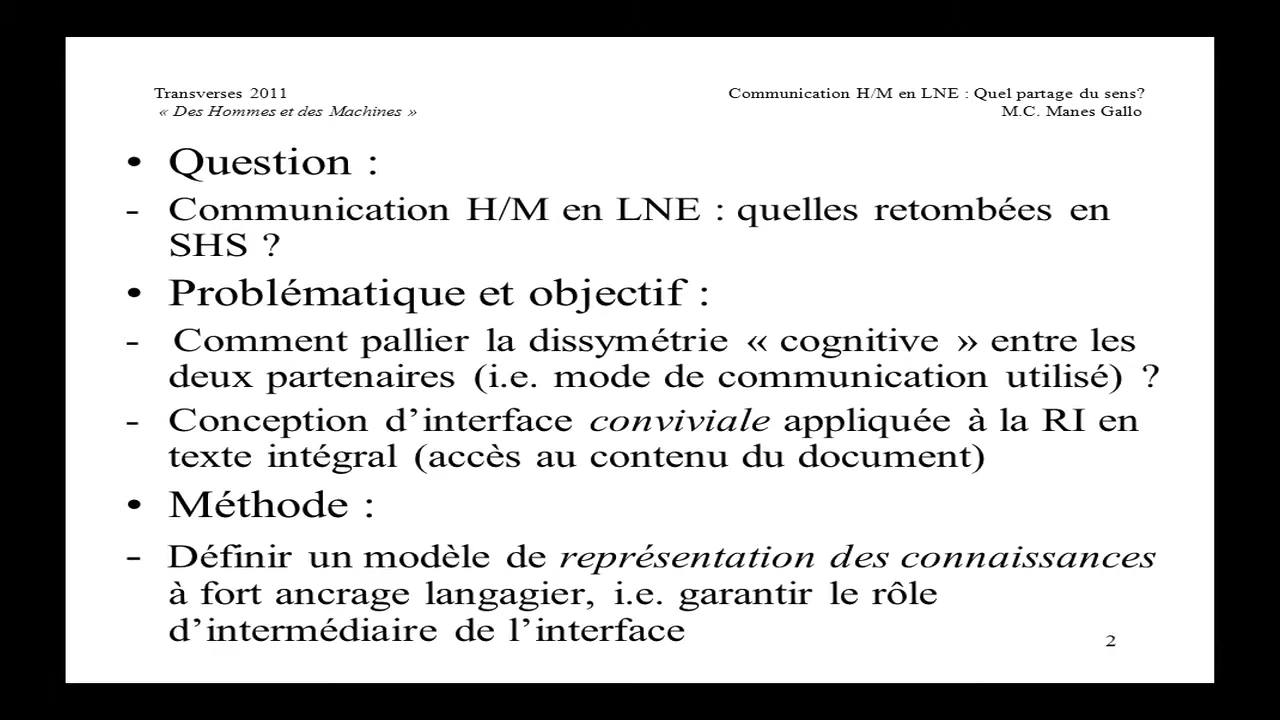 Transverses 2011
« Des Hommes et des Machines »
Communication H/M en LNE : Quel partage du sens?
M.C. Manes Gallo
• Question :
- Communication H/M en LNE : quelles retombées en
SHS ?
• Problématique et objectif :
- Comment pallier la dissymétrie « cognitive » entre les
deux partenaires (i.e. mode de communication utilisé) ?
- Conception d’interface conviviale appliquée à la RI en
texte intégral (accès au contenu du document)
• Méthode :
- Définir un modèle de représentation des connaissances
à fort ancrage langagier, i.e. garantir le rôle
d’intermédiaire de l’interface
2